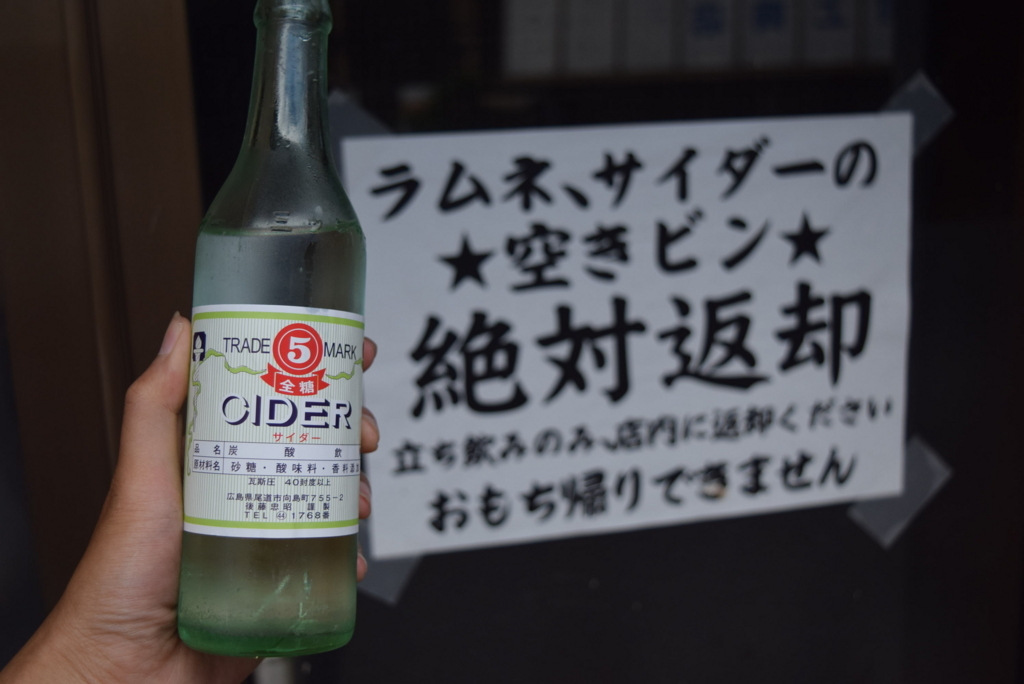 TRADE 5 MARK
全糖
CIDER
サイダー
品名 炭酸飲
原材料名 砂糖・酸味料・香料
瓦斯圧 40封度以上
広島県尾道市向島町755-2
後藤忠昭 謹製
TEL ㊹1768番
ラムネ、サイダーの
★空きビン★
絶対返却
立ち飲みのみ、店内に返却ください
おもち帰りできません